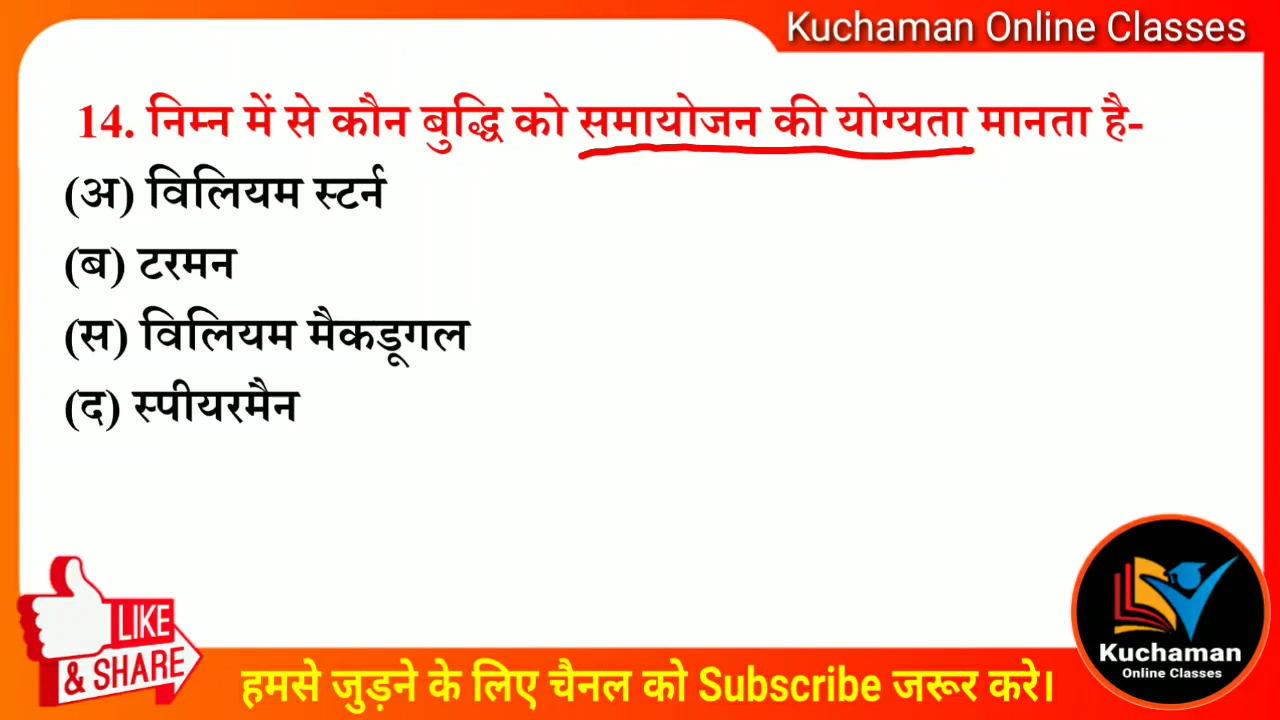 Kuchaman Online Classes
14. निम्न में से कौन बुद्धि को समायोजन की योग्यता मानता है-
(अ) विलियम स्टर्न
(ब) टरमन
(स) विलियम मैकडूगल
(द) स्पीयरमैन
LIKE
& SHARE
हमसे जुड़ने के लिए चैनल को Subscribe जरूर करे।
Kuchaman
Online Classes